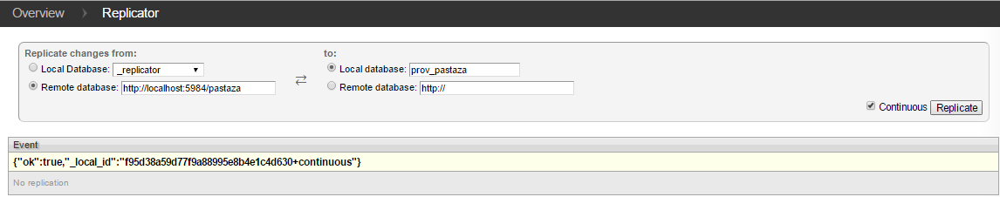 Overview > Replicator
Replicate changes from: to:
Local Database: _replicator Local database: prov_pastaza
Remote database: http://localhost:5984/pastaza Remote database: http://
Continuous Replicate
Event
{"ok":true,"_local_id":"f95d38a59d77f9a88995e8b4e1c4d630+continuous"}
No replication